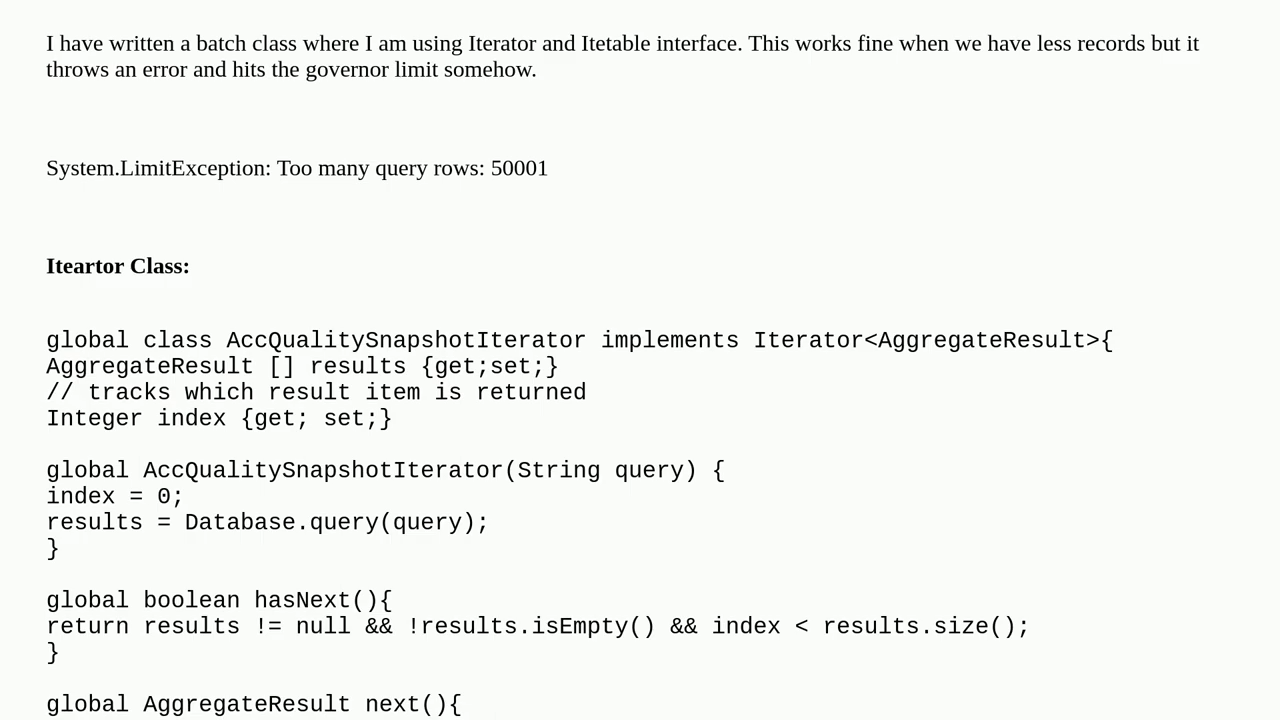 I have written a batch class where I am using Iterator and Itetable interface. This works fine when we have less records but it
throws an error and hits the governor limit somehow.
System.LimitException: Too many query rows: 50001
Iteartor Class:
global class AccQualitySnapshotIterator implements Iterator<AggregateResult>{
AggregateResult [] results {get;set;}
// tracks which result item is returned
Integer index {get; set;}
global AccQualitySnapshotIterator(String query) {
index = 0;
results = Database.query(query);
}
global boolean hasNext(){
return results != null && !results.isEmpty() && index < results.size();
}
global AggregateResult next(){